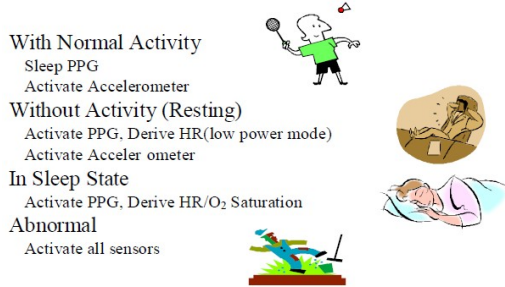 With Normal Activity
Sleep PPG
Activate Accelerometer
Without Activity (Resting)
Activate PPG, Derive HR(low power mode)
Activate Acceler ometer
In Sleep State
Activate PPG, Derive HR/O₂ Saturation
Abnormal
Activate all sensors